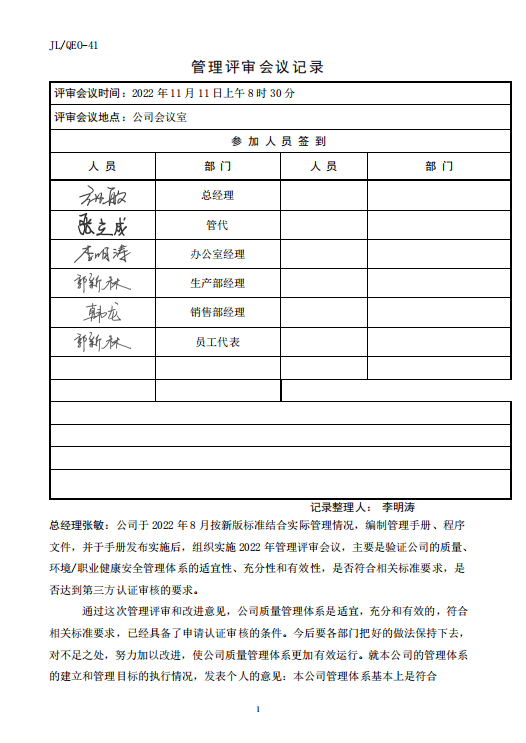 JL/QEO-41
管理评审会议记录
评审会议时间：2022 年 11 月 11 日上午 8 时 30 分
评审会议地点：公司会议室
参 加 人 员 签 到
人 员 部 门 人 员 部 门
总经理
张立成 管代
李明涛 办公室经理
郭新林 生产部经理
韩龙 销售部经理
郭新林 员工代表
记录整理人： 李明涛
总经理张敏：公司于 2022 年 8 月按新版标准结合实际管理情况，编制管理手册、程序
文件，并于手册发布实施后，组织实施 2022 年管理评审会议，主要是验证公司的质量、
环境/职业健康安全管理体系的适宜性、充分性和有效性，是否符合相关标准要求，是
否达到第三方认证审核的要求。
通过这次管理评审和改进意见，公司质量管理体系是适宜，充分和有效的，符合
相关标准要求，已经具备了申请认证审核的条件。今后要各部门把好的做法保持下去，
对不足之处，努力加以改进，使公司质量管理体系更加有效运行。就本公司的管理体系
的建立和管理目标的执行情况，发表个人的意见：本公司管理体系基本上是符合
1